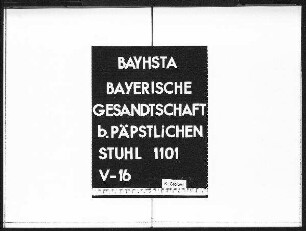 BAYHSTA
BAYERISCHE
GESANDTSCHAFT
b.PÄPSTLICHEN
STUHL 1101
V-16